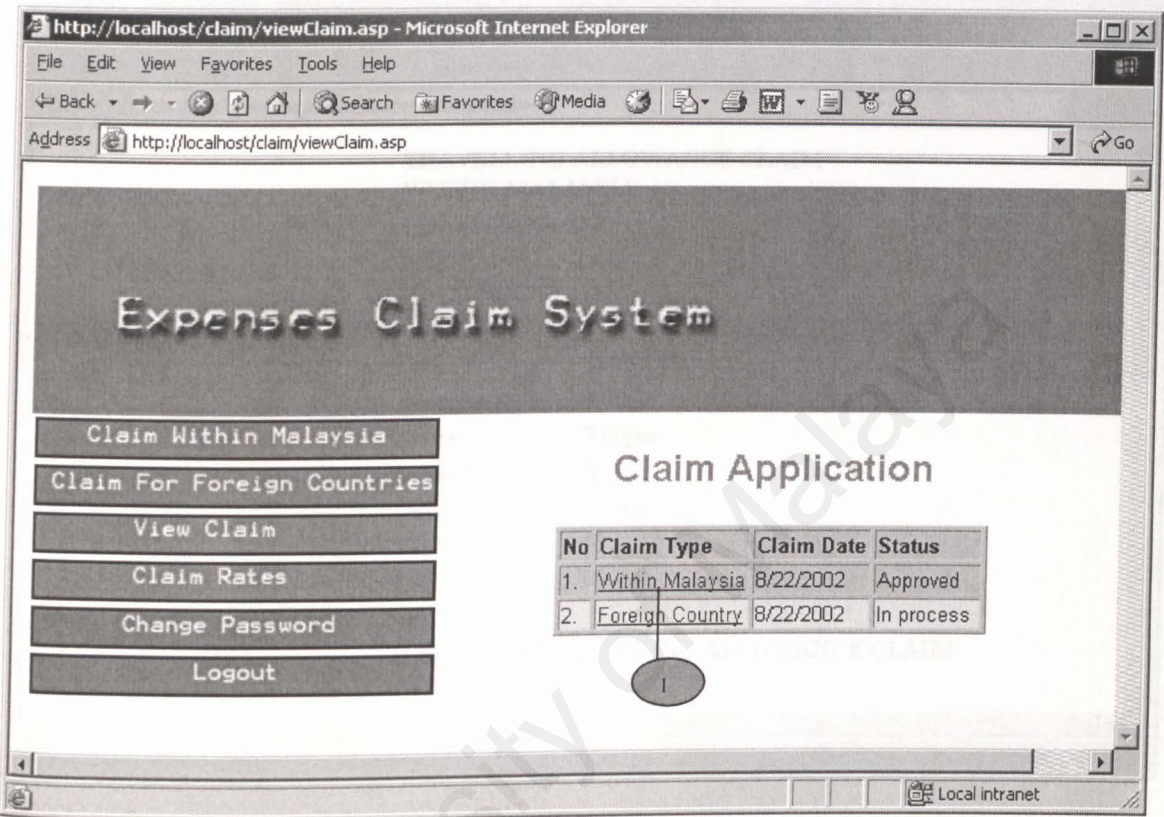 http://localhost/claim/viewClaim.asp - Microsoft Internet Explorer
File Edit View Favorites Tools Help
Back Search Favorites Media
Address http://localhost/claim/viewClaim.asp Go
Expenses Claim System
Claim Within Malaysia
Claim For Foreign Countries
View Claim
Claim Rates
Change Password
Logout
Claim Application
No Claim Type Claim Date Status
1. Within Malaysia 8/22/2002 Approved
2. Foreign Country 8/22/2002 In process
1
ALLOWANCE CLAIM
Local intranet